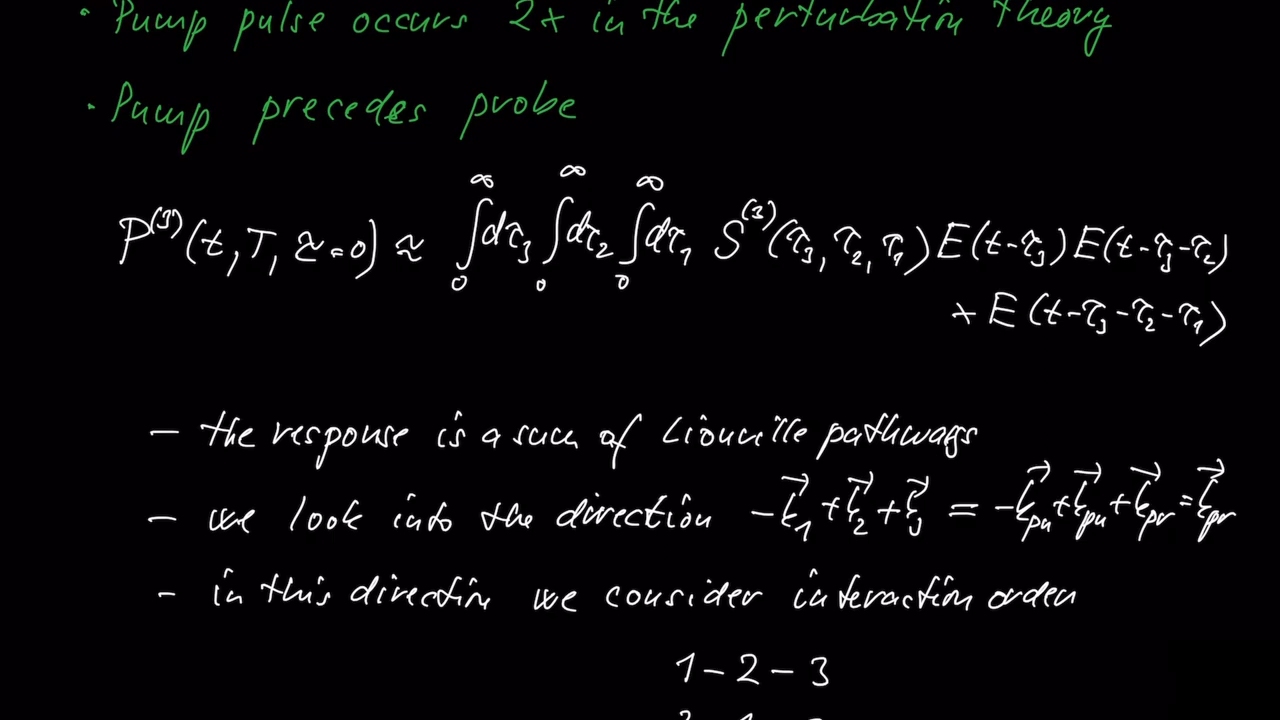 · Pump pulse occurs 2x in the perturbation theory
· Pump precedes probe
P^(3)(t, T, τ=0) ≈ ∫_0^∞ dτ_3 ∫_0^∞ dτ_2 ∫_0^∞ dτ_1 S^(3)(τ_3, τ_2, τ_1) E(t-τ_3) E(t-τ_3-τ_2)
× E(t-τ_3-τ_2-τ_1)
- the response is a sum of Liouville pathways
- we look into the direction -k⃗_1 + k⃗_2 + k⃗_3 = -k⃗_pu + k⃗_pu + k⃗_pr = k⃗_pr
- in this direction we consider interaction orden
1 - 2 - 3